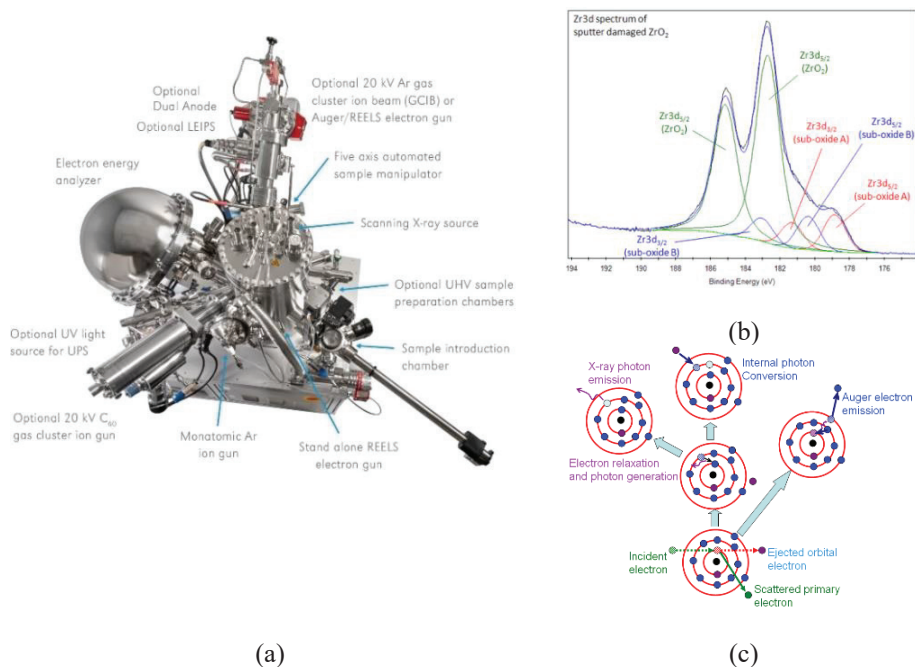 Optional
Dual Anode
Optional LEIPS
Electron energy
analyzer
Optional UV light
source for UPS
Optional 20 kV C60
gas cluster ion gun
Monatomic Ar
ion gun
Stand alone REELS
electron gun
Optional 20 kV Ar gas
cluster ion beam (GCIB) or
Auger/REELS electron gun
Five axis automated
sample manipulator
Scanning X-ray source
Optional UHV sample
preparation chambers
Sample introduction
chamber
(a)
Zr3d spectrum of
sputter damaged ZrO2
Zr3d5/2
(ZrO2)
Zr3d5/2
(ZrO2)
Zr3d3/2
(sub-oxide A)
Zr3d5/2
(sub-oxide B)
Zr3d5/2
(sub-oxide A)
Zr3d3/2
(sub-oxide B)
194 192 190 188 186 185 184 182 180 178 176
Binding Energy (eV)
(b)
X-ray photon
emission
Internal photon
Conversion
Auger electron
emission
Electron relaxation
and photon generation
Incident
electron
Ejected orbital
electron
Scattered primary
electron
(c)